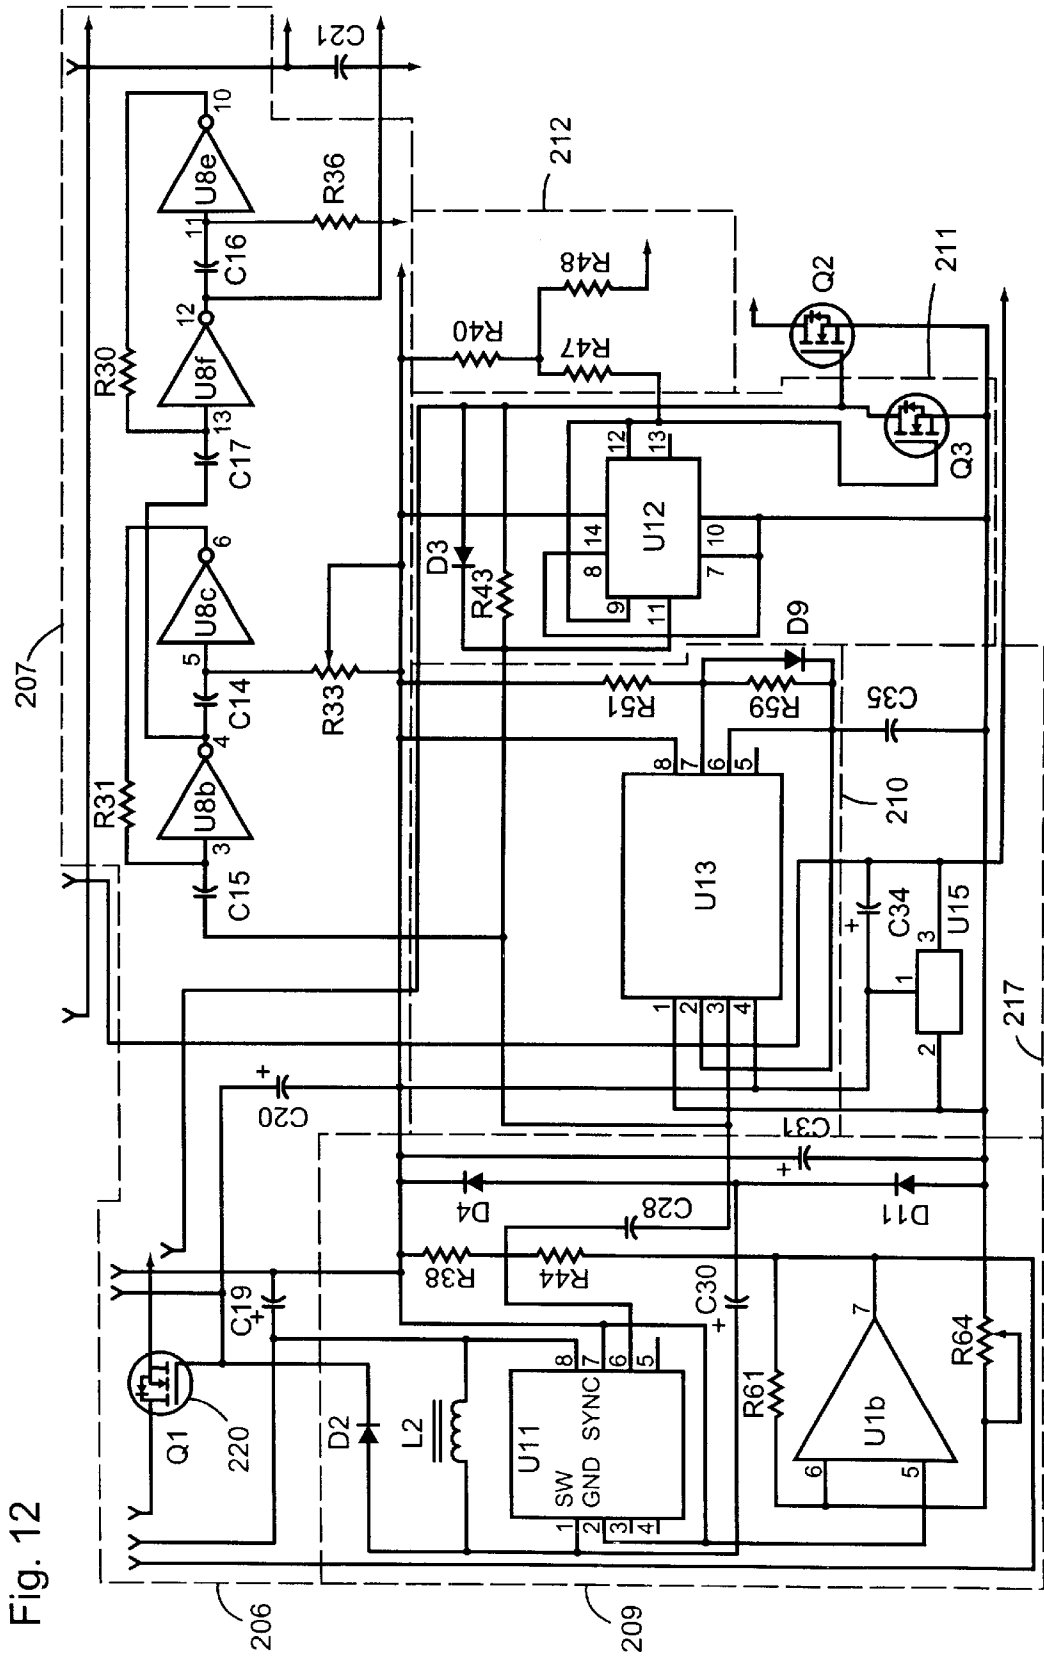 Fig. 12
206
207
209
210
211
212
217
220
Q1
C19
+
C20
+
D2
L2
U11
SW
GND
SYNC
1
2
3
4
5
6
7
8
R38
R44
C28
D4
D11
C30
+
C31
+
R61
U1b
5
6
7
R64
C15
R31
3
U8b
4
C14
5
U8c
6
R33
C17
R30
13
U8f
12
C16
11
U8e
10
R36
C21
U13
1
2
3
4
5
6
7
8
R51
R59
D9
C35
C34
+
U15
1
2
3
D3
R43
U12
7
8
9
10
11
12
13
14
R40
R47
R48
Q2
Q3